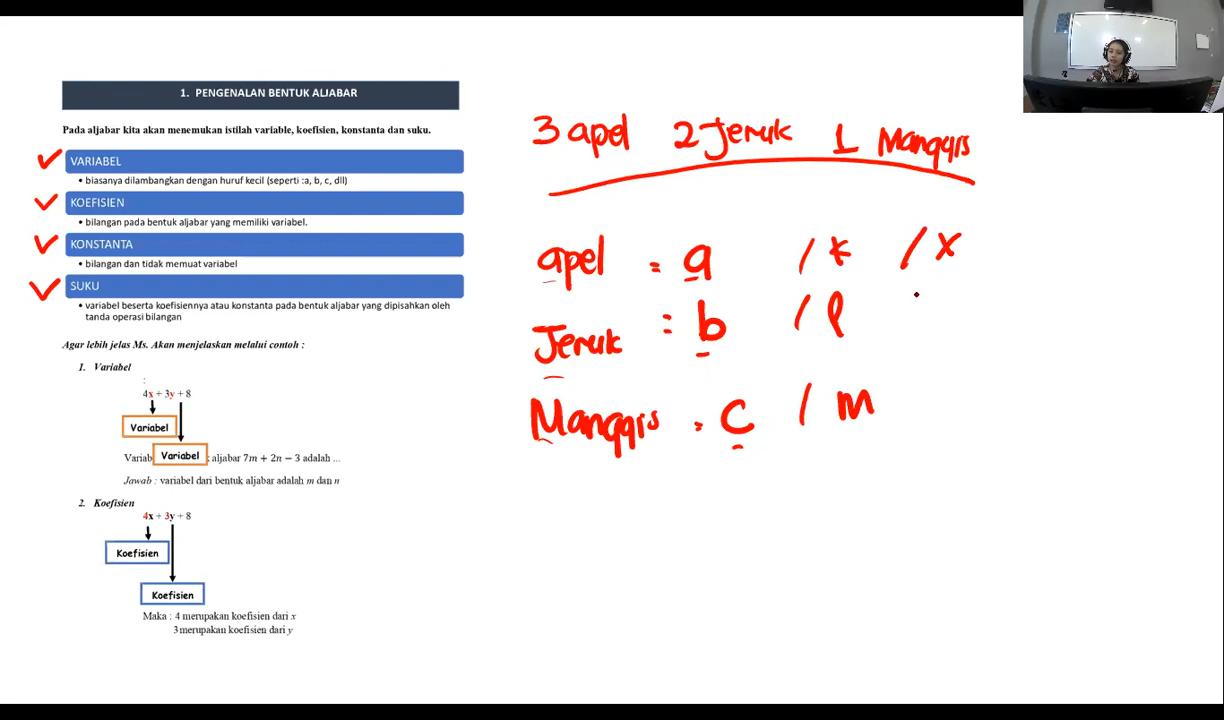 1. PENGENALAN BENTUK ALJABAR
Pada aljabar kita akan menemukan istilah variable, koefisien, konstanta dan suku.
VARIABEL
• biasanya dilambangkan dengan huruf kecil (seperti :a, b, c, dll)
KOEFISIEN
• bilangan pada bentuk aljabar yang memiliki variabel.
KONSTANTA
• bilangan dan tidak memuat variabel
SUKU
• variabel beserta koefisiennya atau konstanta pada bentuk aljabar yang dipisahkan oleh
tanda operasi bilangan
Agar lebih jelas Ms. Akan menjelaskan melalui contoh :
1. Variabel
:
4x + 3y + 8
Variabel
Variabel
Variab : aljabar 7m + 2n − 3 adalah ...
Jawab : variabel dari bentuk aljabar adalah m dan n
2. Koefisien
4x + 3y + 8
Koefisien
Koefisien
Maka : 4 merupakan koefisien dari x
3 merupakan koefisien dari y
3 apel 2 Jeruk 1 Manggis
apel = a / k / x
Jeruk = b / l
Manggis = c / m